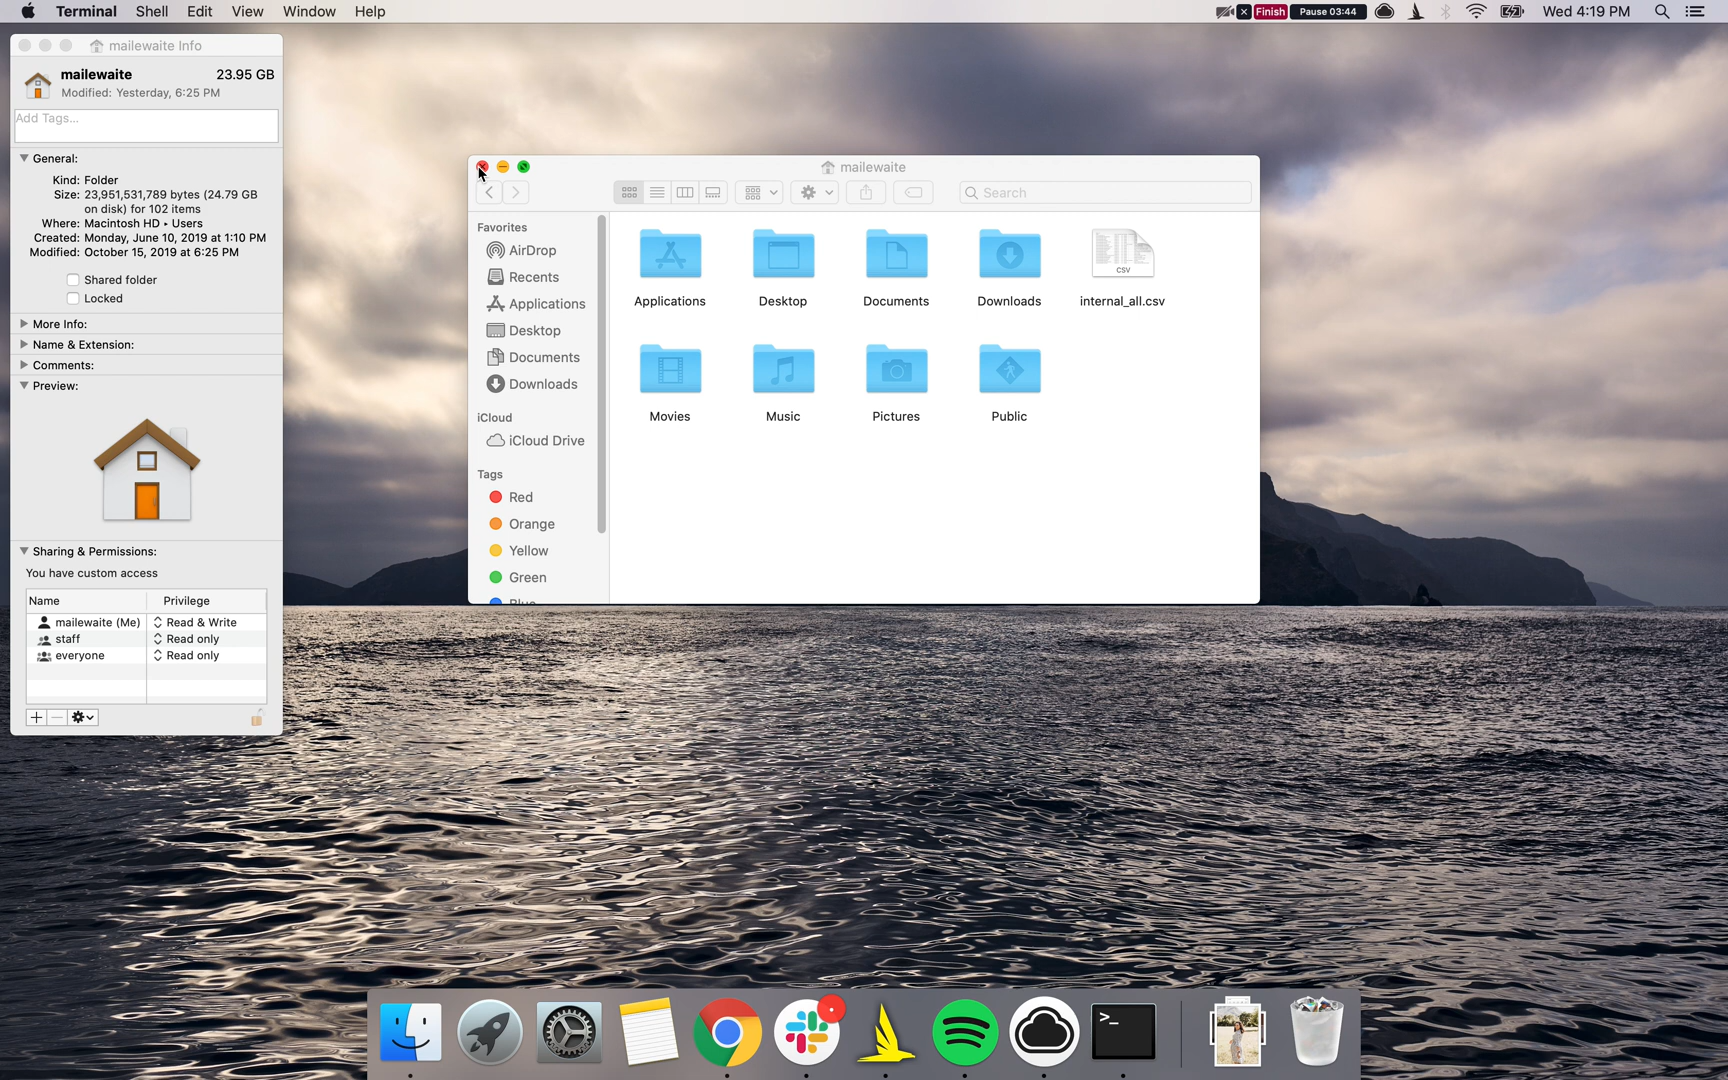 Terminal Shell Edit View Window Help
Finish Pause 03:44 Wed 4:19 PM
mailewaite Info
mailewaite 23.95 GB
Modified: Yesterday, 6:25 PM
Add Tags...
General:
Kind: Folder
Size: 23,951,531,789 bytes (24.79 GB
on disk) for 102 items
Where: Macintosh HD ▸ Users
Created: Monday, June 10, 2019 at 1:10 PM
Modified: October 15, 2019 at 6:25 PM
Shared folder
Locked
More Info:
Name & Extension:
Comments:
Preview:
Sharing & Permissions:
You have custom access
Name Privilege
mailewaite (Me) Read & Write
staff Read only
everyone Read only
mailewaite
Search
Favorites
AirDrop
Recents
Applications
Desktop
Documents
Downloads
iCloud
iCloud Drive
Tags
Red
Orange
Yellow
Green
Blue
CSV
Applications Desktop Documents Downloads internal_all.csv
Movies Music Pictures Public
>_